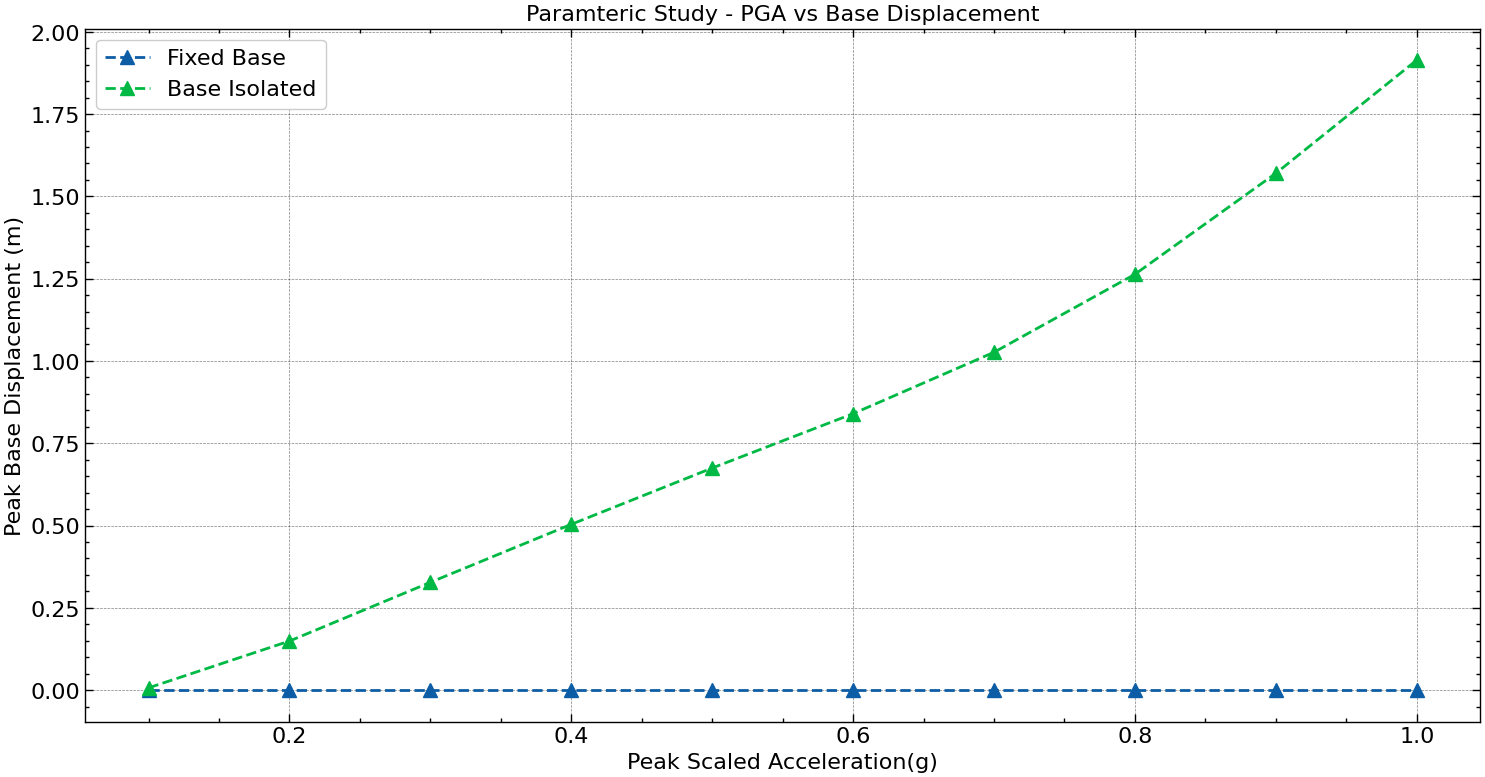 Paramteric Study - PGA vs Base Displacement
Fixed Base
Base Isolated
Peak Base Displacement (m)
2.00
1.75
1.50
1.25
1.00
0.75
0.50
0.25
0.00
0.2 0.4 0.6 0.8 1.0
Peak Scaled Acceleration(g)